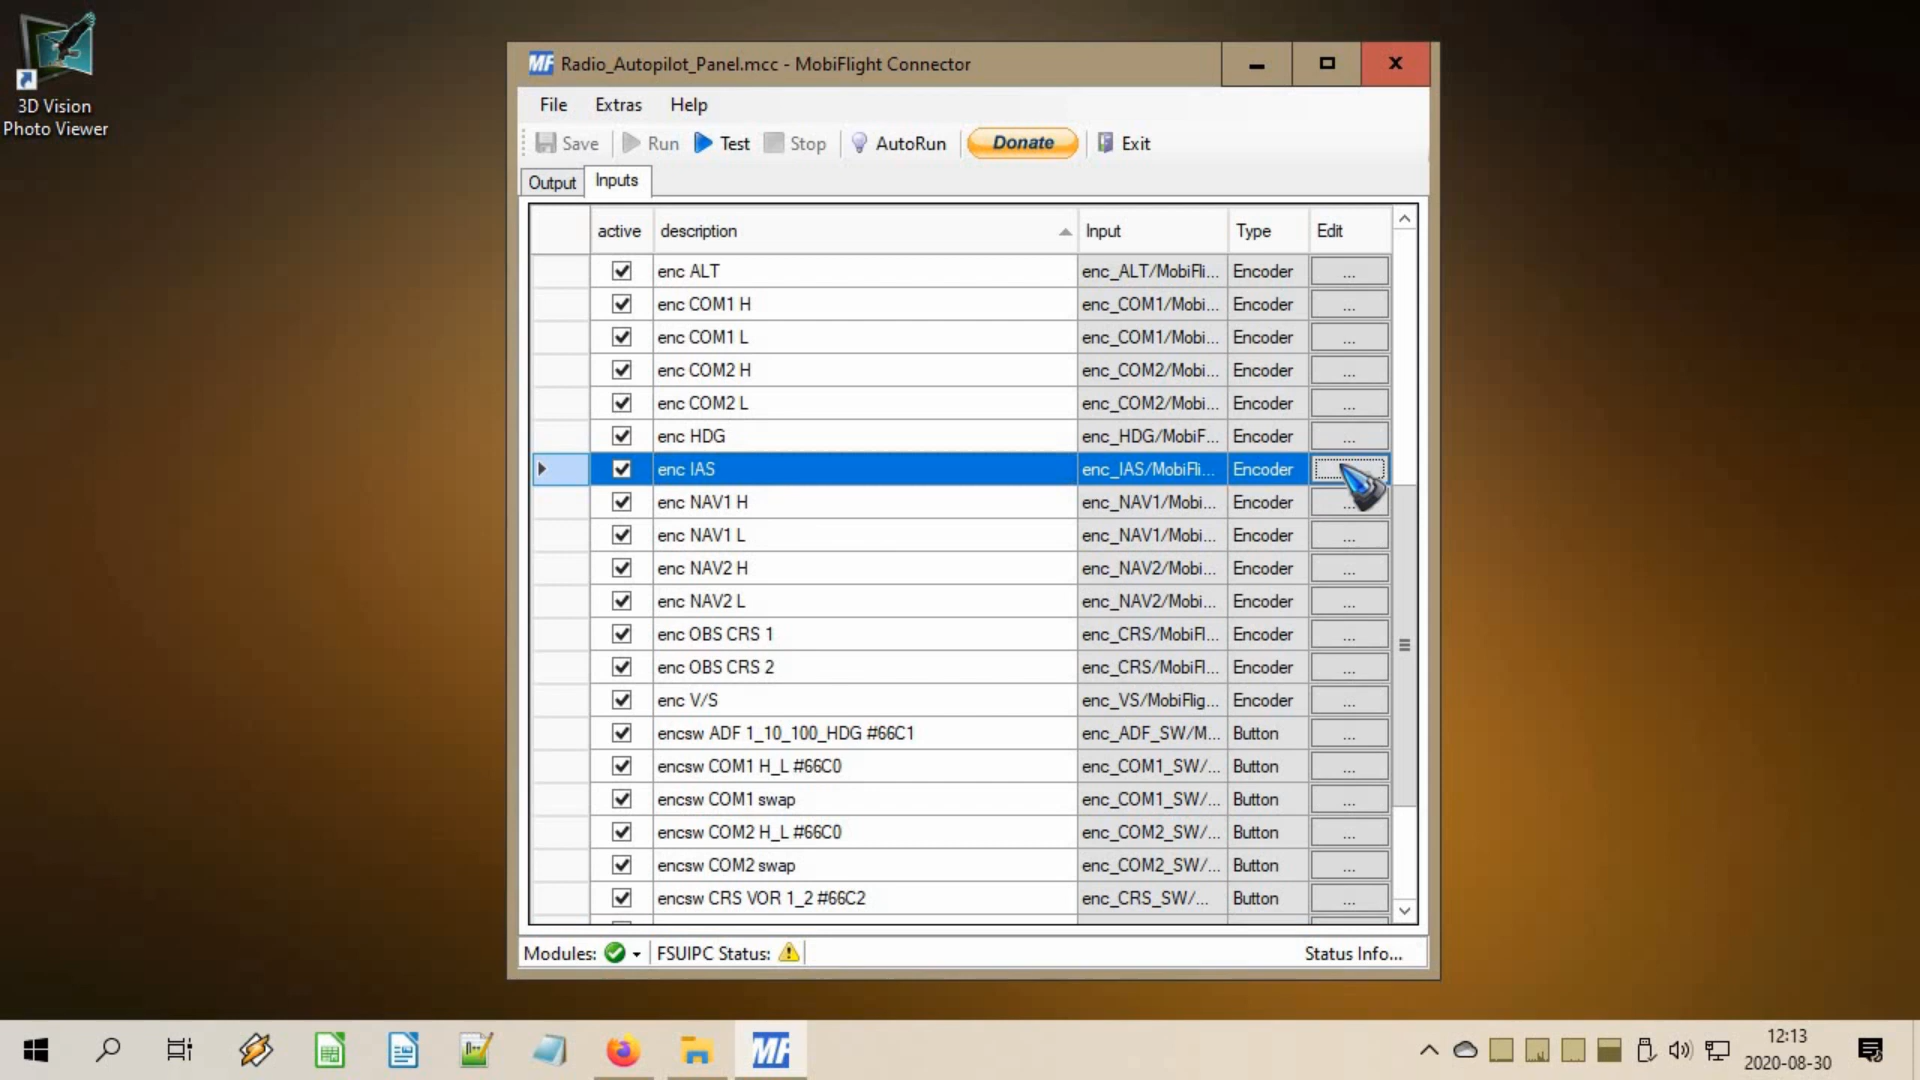 3D Vision
Photo Viewer
MF Radio_Autopilot_Panel.mcc - MobiFlight Connector
File Extras Help
Save Run Test Stop AutoRun Donate Exit
Output Inputs
active description Input Type Edit
enc ALT enc_ALT/MobiFli... Encoder ...
enc COM1 H enc_COM1/Mobi... Encoder ...
enc COM1 L enc_COM1/Mobi... Encoder ...
enc COM2 H enc_COM2/Mobi... Encoder ...
enc COM2 L enc_COM2/Mobi... Encoder ...
enc HDG enc_HDG/MobiF... Encoder ...
enc IAS enc_IAS/MobiFli... Encoder
enc NAV1 H enc_NAV1/Mobi... Encoder ...
enc NAV1 L enc_NAV1/Mobi... Encoder ...
enc NAV2 H enc_NAV2/Mobi... Encoder ...
enc NAV2 L enc_NAV2/Mobi... Encoder ...
enc OBS CRS 1 enc_CRS/MobiFl... Encoder ...
enc OBS CRS 2 enc_CRS/MobiFl... Encoder ...
enc V/S enc_VS/MobiFlig... Encoder ...
encsw ADF 1_10_100_HDG #66C1 enc_ADF_SW/M... Button ...
encsw COM1 H_L #66C0 enc_COM1_SW/... Button ...
encsw COM1 swap enc_COM1_SW/... Button ...
encsw COM2 H_L #66C0 enc_COM2_SW/... Button ...
encsw COM2 swap enc_COM2_SW/... Button ...
encsw CRS VOR 1_2 #66C2 enc_CRS_SW/... Button ...
Modules: FSUIPC Status: Status Info...
MF
12:13
2020-08-30